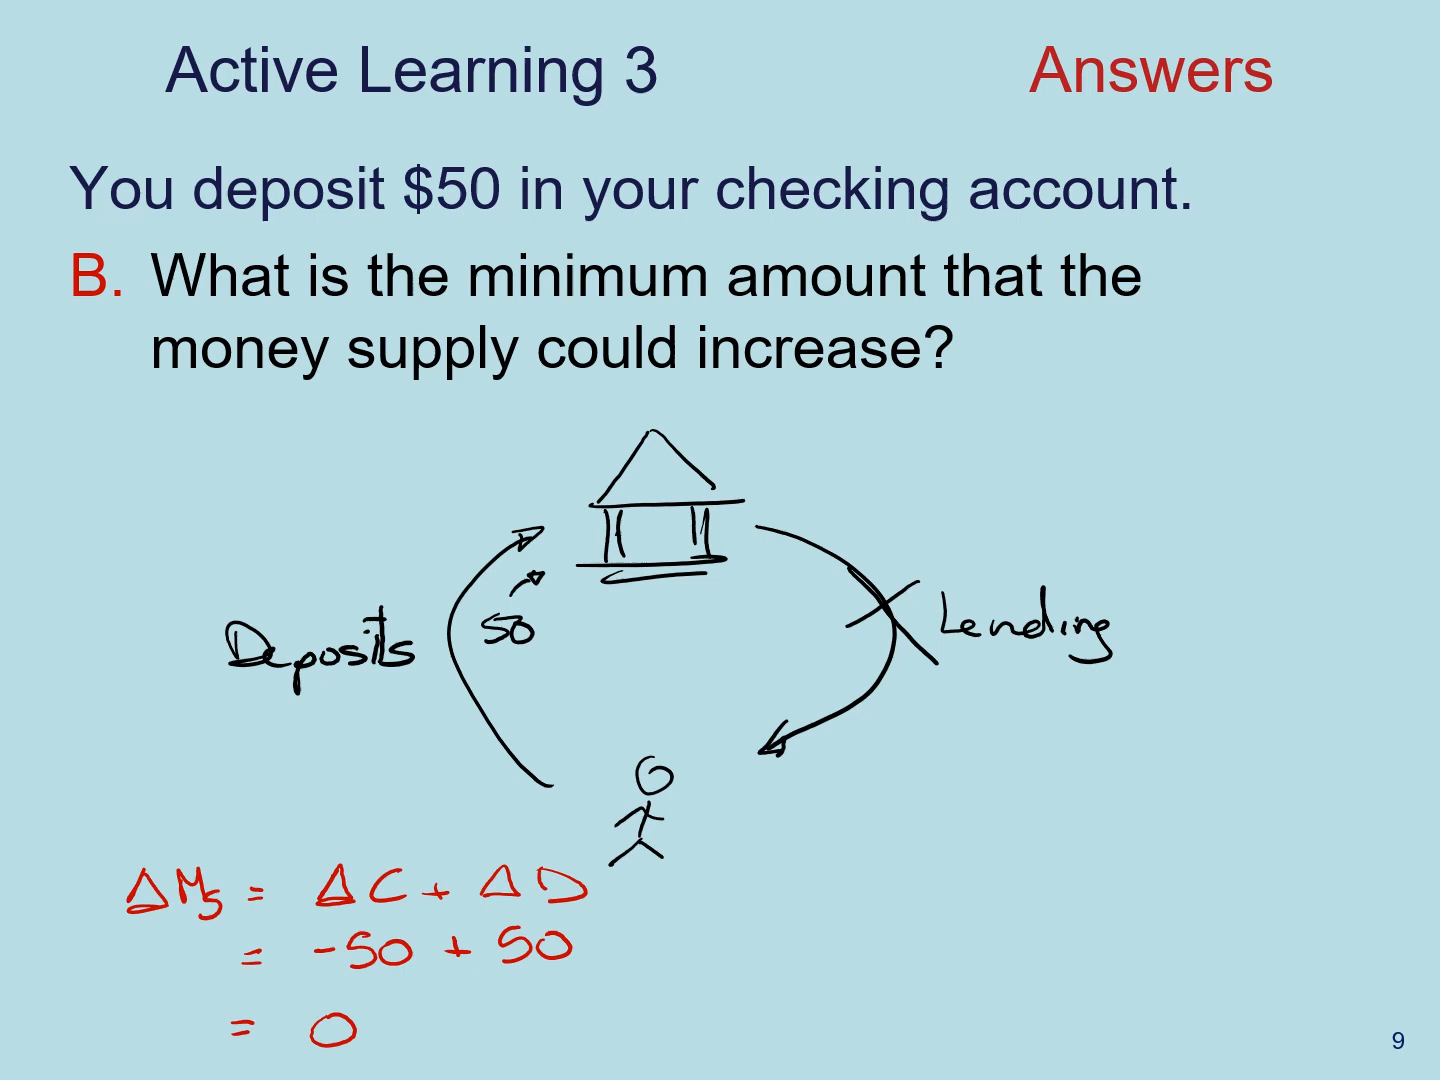 Active Learning 3 Answers
You deposit $50 in your checking account.
B. What is the minimum amount that the
money supply could increase?
Deposits 50 Lending
ΔMs = ΔC + ΔD
= -50 + 50
= 0
9